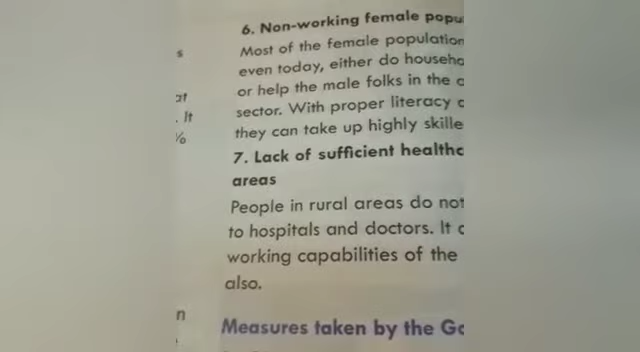 s
at
. It
%
n
6. Non-working female popu
Most of the female population
even today, either do househo
or help the male folks in the
sector. With proper literacy
they can take up highly skille
7. Lack of sufficient healthc
areas
People in rural areas do not
to hospitals and doctors. It
working capabilities of the
also.
Measures taken by the Go